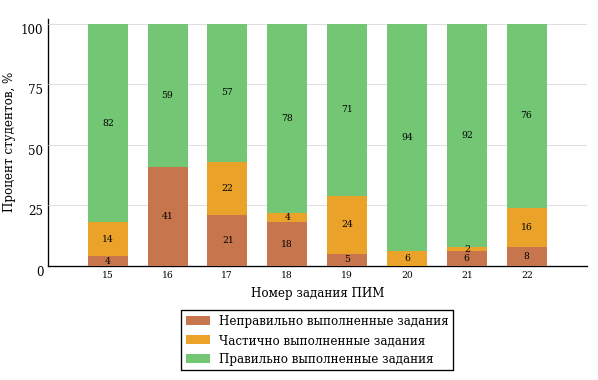 Процент студентов, %
100
75
50
25
0
82 59 57 78 71 94 92 76
14 22 4 24 6 2 16
4 41 21 18 5 6 8
15 16 17 18 19 20 21 22
Номер задания ПИМ
Неправильно выполненные задания
Частично выполненные задания
Правильно выполненные задания